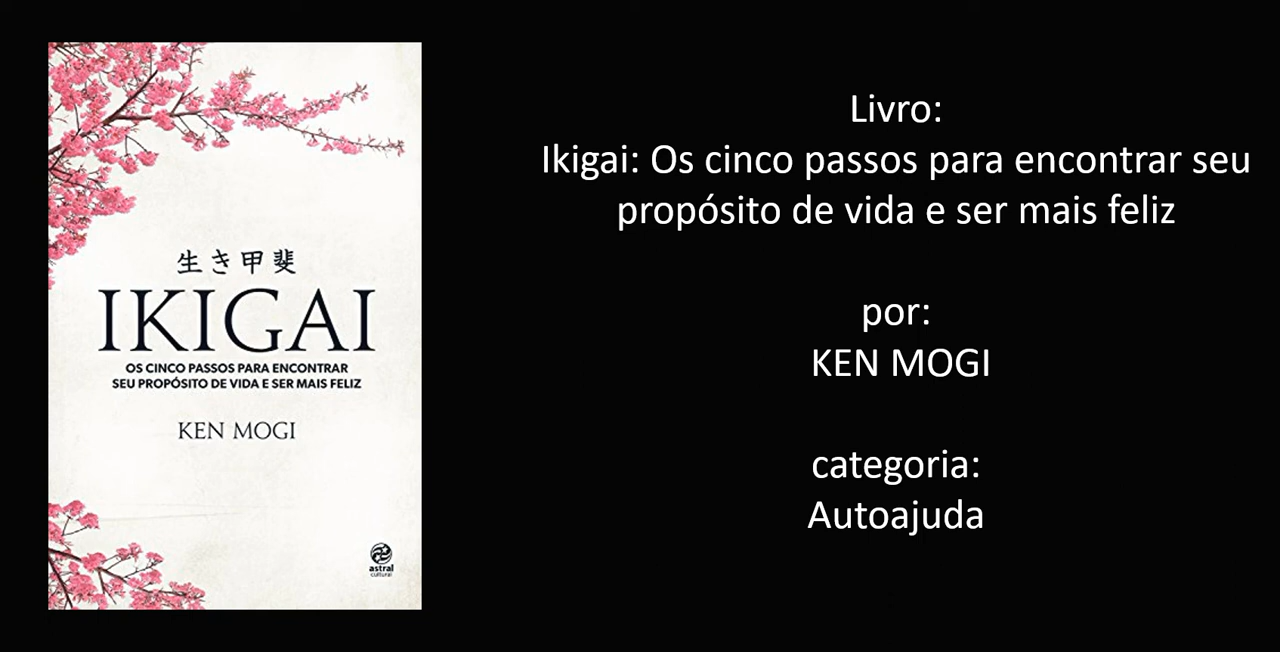 生き甲斐
IKIGAI
OS CINCO PASSOS PARA ENCONTRAR
SEU PROPÓSITO DE VIDA E SER MAIS FELIZ
KEN MOGI
astral
cultural
Livro:
Ikigai: Os cinco passos para encontrar seu
propósito de vida e ser mais feliz
por:
KEN MOGI
categoria:
Autoajuda